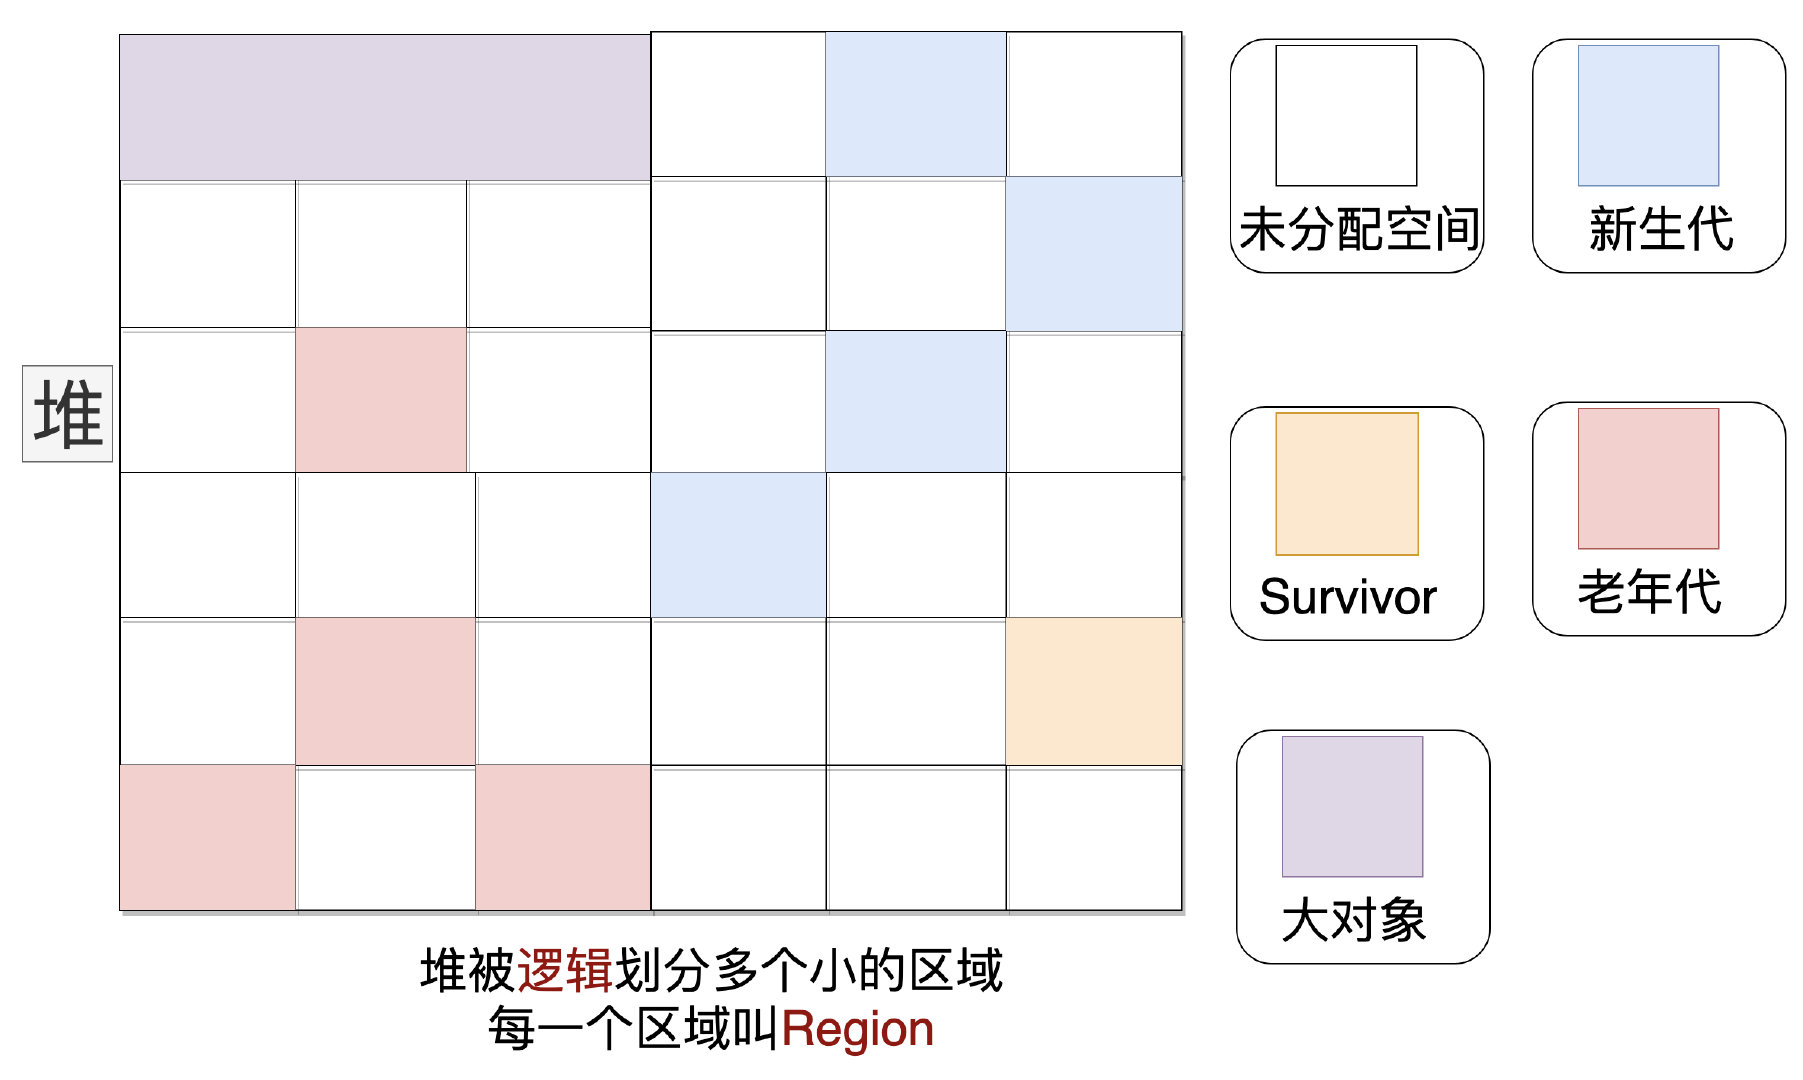 堆
未分配空间
新生代
Survivor
老年代
大对象
堆被逻辑划分多个小的区域
每一个区域叫Region